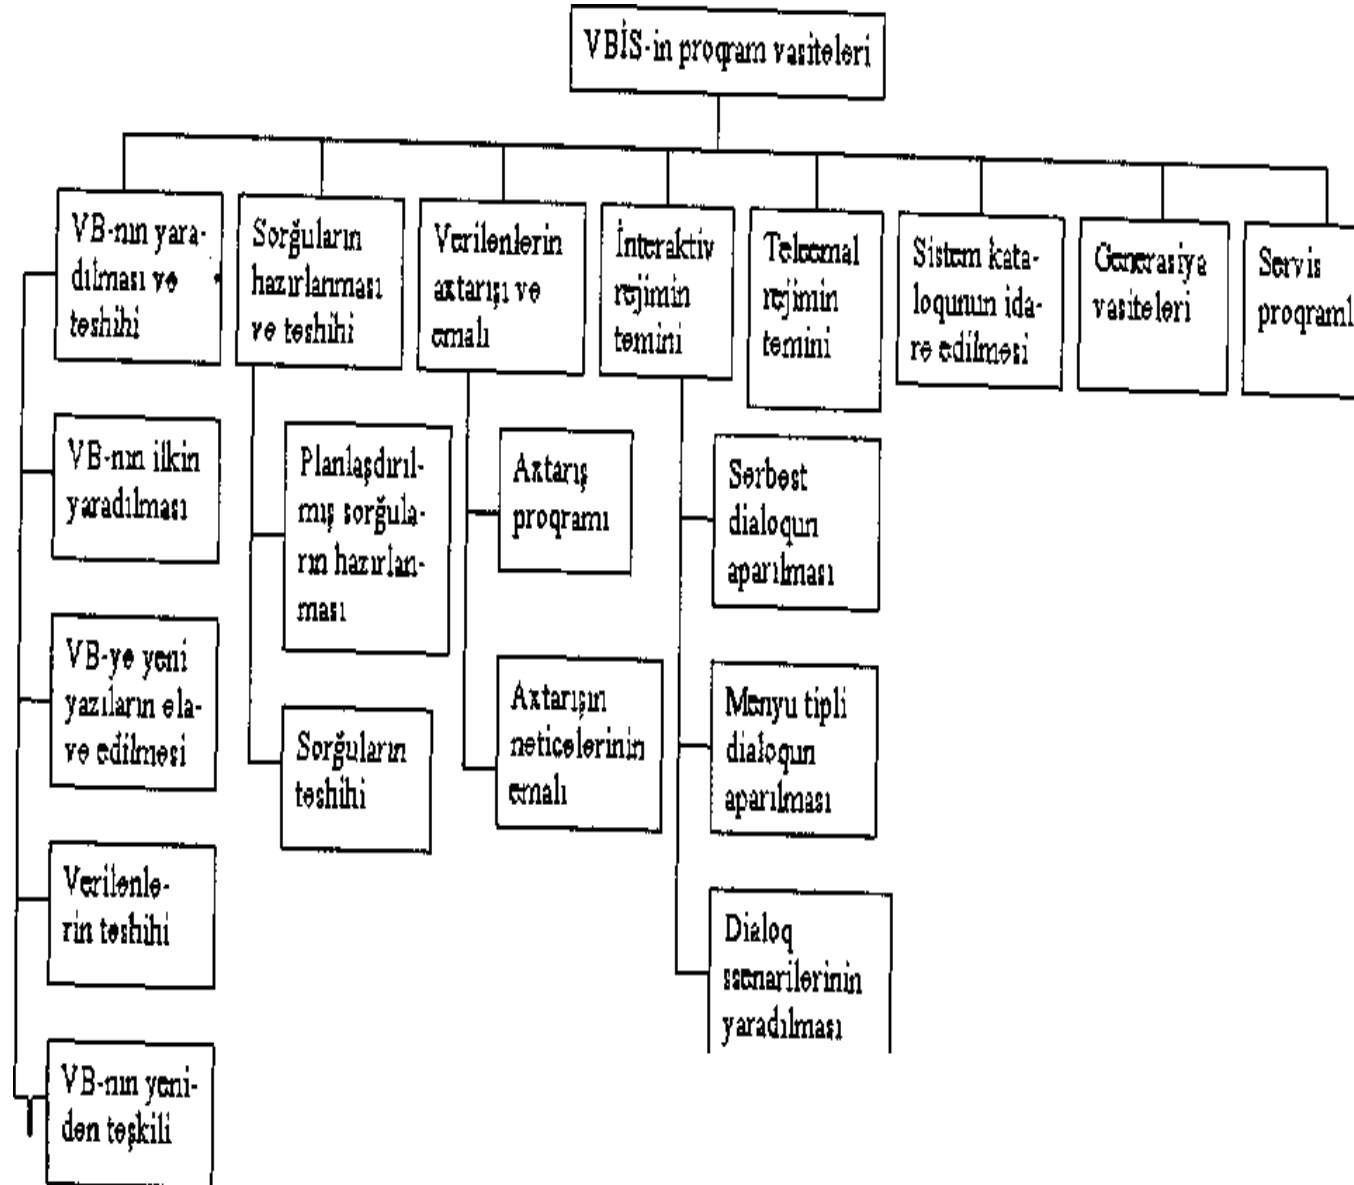 VBİS-in proqram vasitələri
VB-nın yara-
dılması və
təshihi
Sorğuların
hazırlanması
və təshihi
Verilənlərin
axtarışı və
emalı
İnteraktiv
rejimin
təmini
Teleemal
rejimin
təmini
Sistem kata-
loqunun ida-
rə edilməsi
Generasiya
vasitələri
Servis
proqraml
VB-nın ilkin
yaradılması
VB-yə yeni
yazıların əla-
və edilməsi
Verilənlə-
rin təshihi
VB-nın yeni-
dən təşkili
Planlaşdırıl-
mış sorğula-
rın hazırlan-
ması
Sorğuların
təshihi
Axtarış
proqramı
Axtarışın
nəticələrinin
emalı
Sərbəst
dialoqun
aparılması
Menyu tipli
dialoqun
aparılması
Dialoq
ssenarilərinin
yaradılması